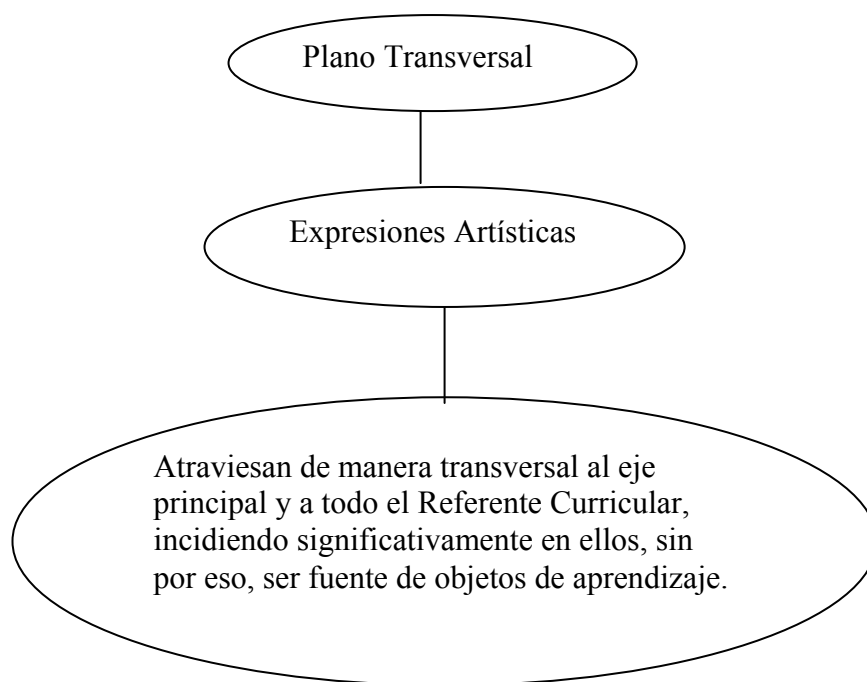 Plano Transversal
Expresiones Artísticas
Atraviesan de manera transversal al eje
principal y a todo el Referente Curricular,
incidiendo significativamente en ellos, sin
por eso, ser fuente de objetos de aprendizaje.